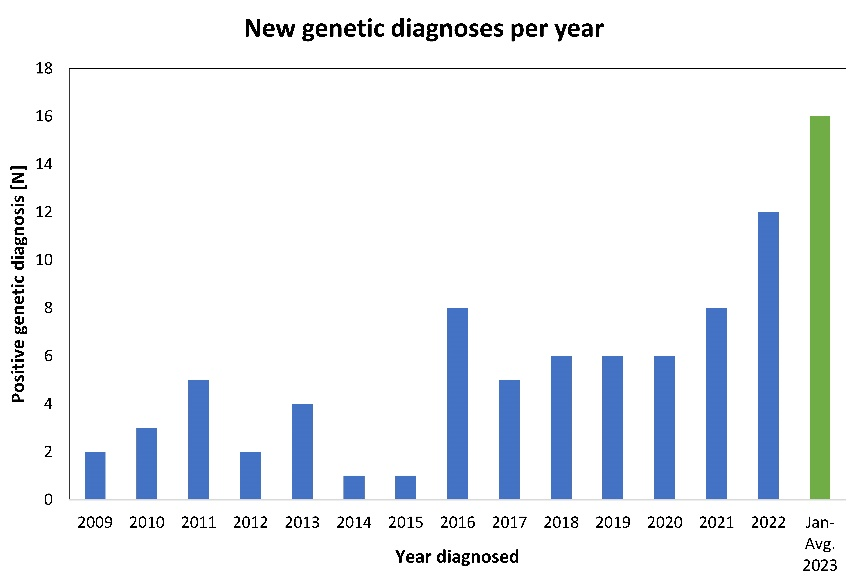 New genetic diagnoses per year
Positive genetic diagnosis [N]
18
16
14
12
10
8
6
4
2
0
2009 2010 2011 2012 2013 2014 2015 2016 2017 2018 2019 2020 2021 2022 Jan-
Avg.
2023
Year diagnosed